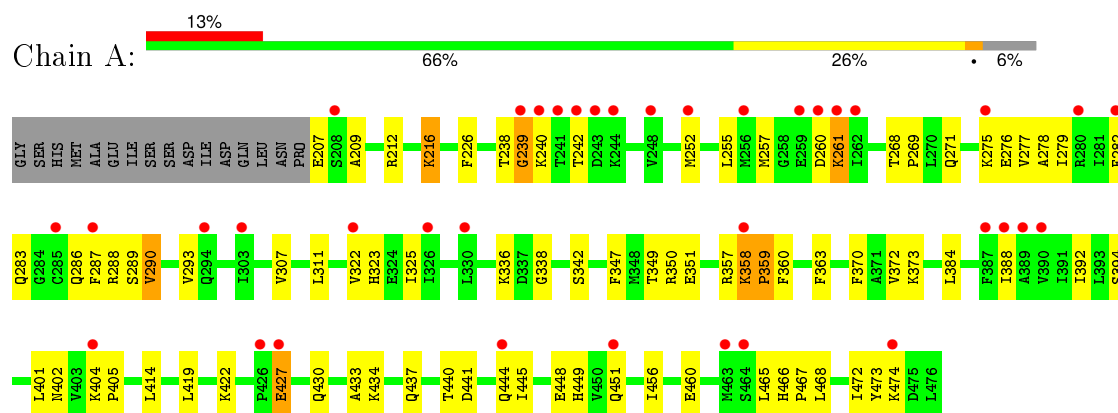 13%
Chain A:
66% 26% • 6%
GLY SER HIS MET ALA GLU ILE SER SER ASP ILE ASP GLN LEU ASN PRO E207 S208 A209 R212 K216 F226 T238 G239 K240 T241 T242 D243 K244 V248 M252 L255 M256 M257 G258 E259 D260 K261 I262 T268 P269 L270 Q271 K275 E276 V277 A278 I279 R280 I281 F282
Q283 G284 C285 Q286 F287 R288 S289 V290 V293 Q294 I303 V307 L311 V322 H323 E324 I325 I326 L330 K336 D337 G338 S342 F347 M348 T349 R350 E351 R357 K358 P359 F360 F363 F370 A371 V372 K373 L384 F387 I388 A389 V390 I391 I392 L393 S394
L401 N402 V403 K404 P405 L414 L419 K422 P426 E427 Q430 A433 K434 Q437 T440 D441 Q444 I445 E448 H449 V450 Q451 I456 E460 M463 S464 L465 H466 P467 L468 I472 Y473 K474 D475 L476